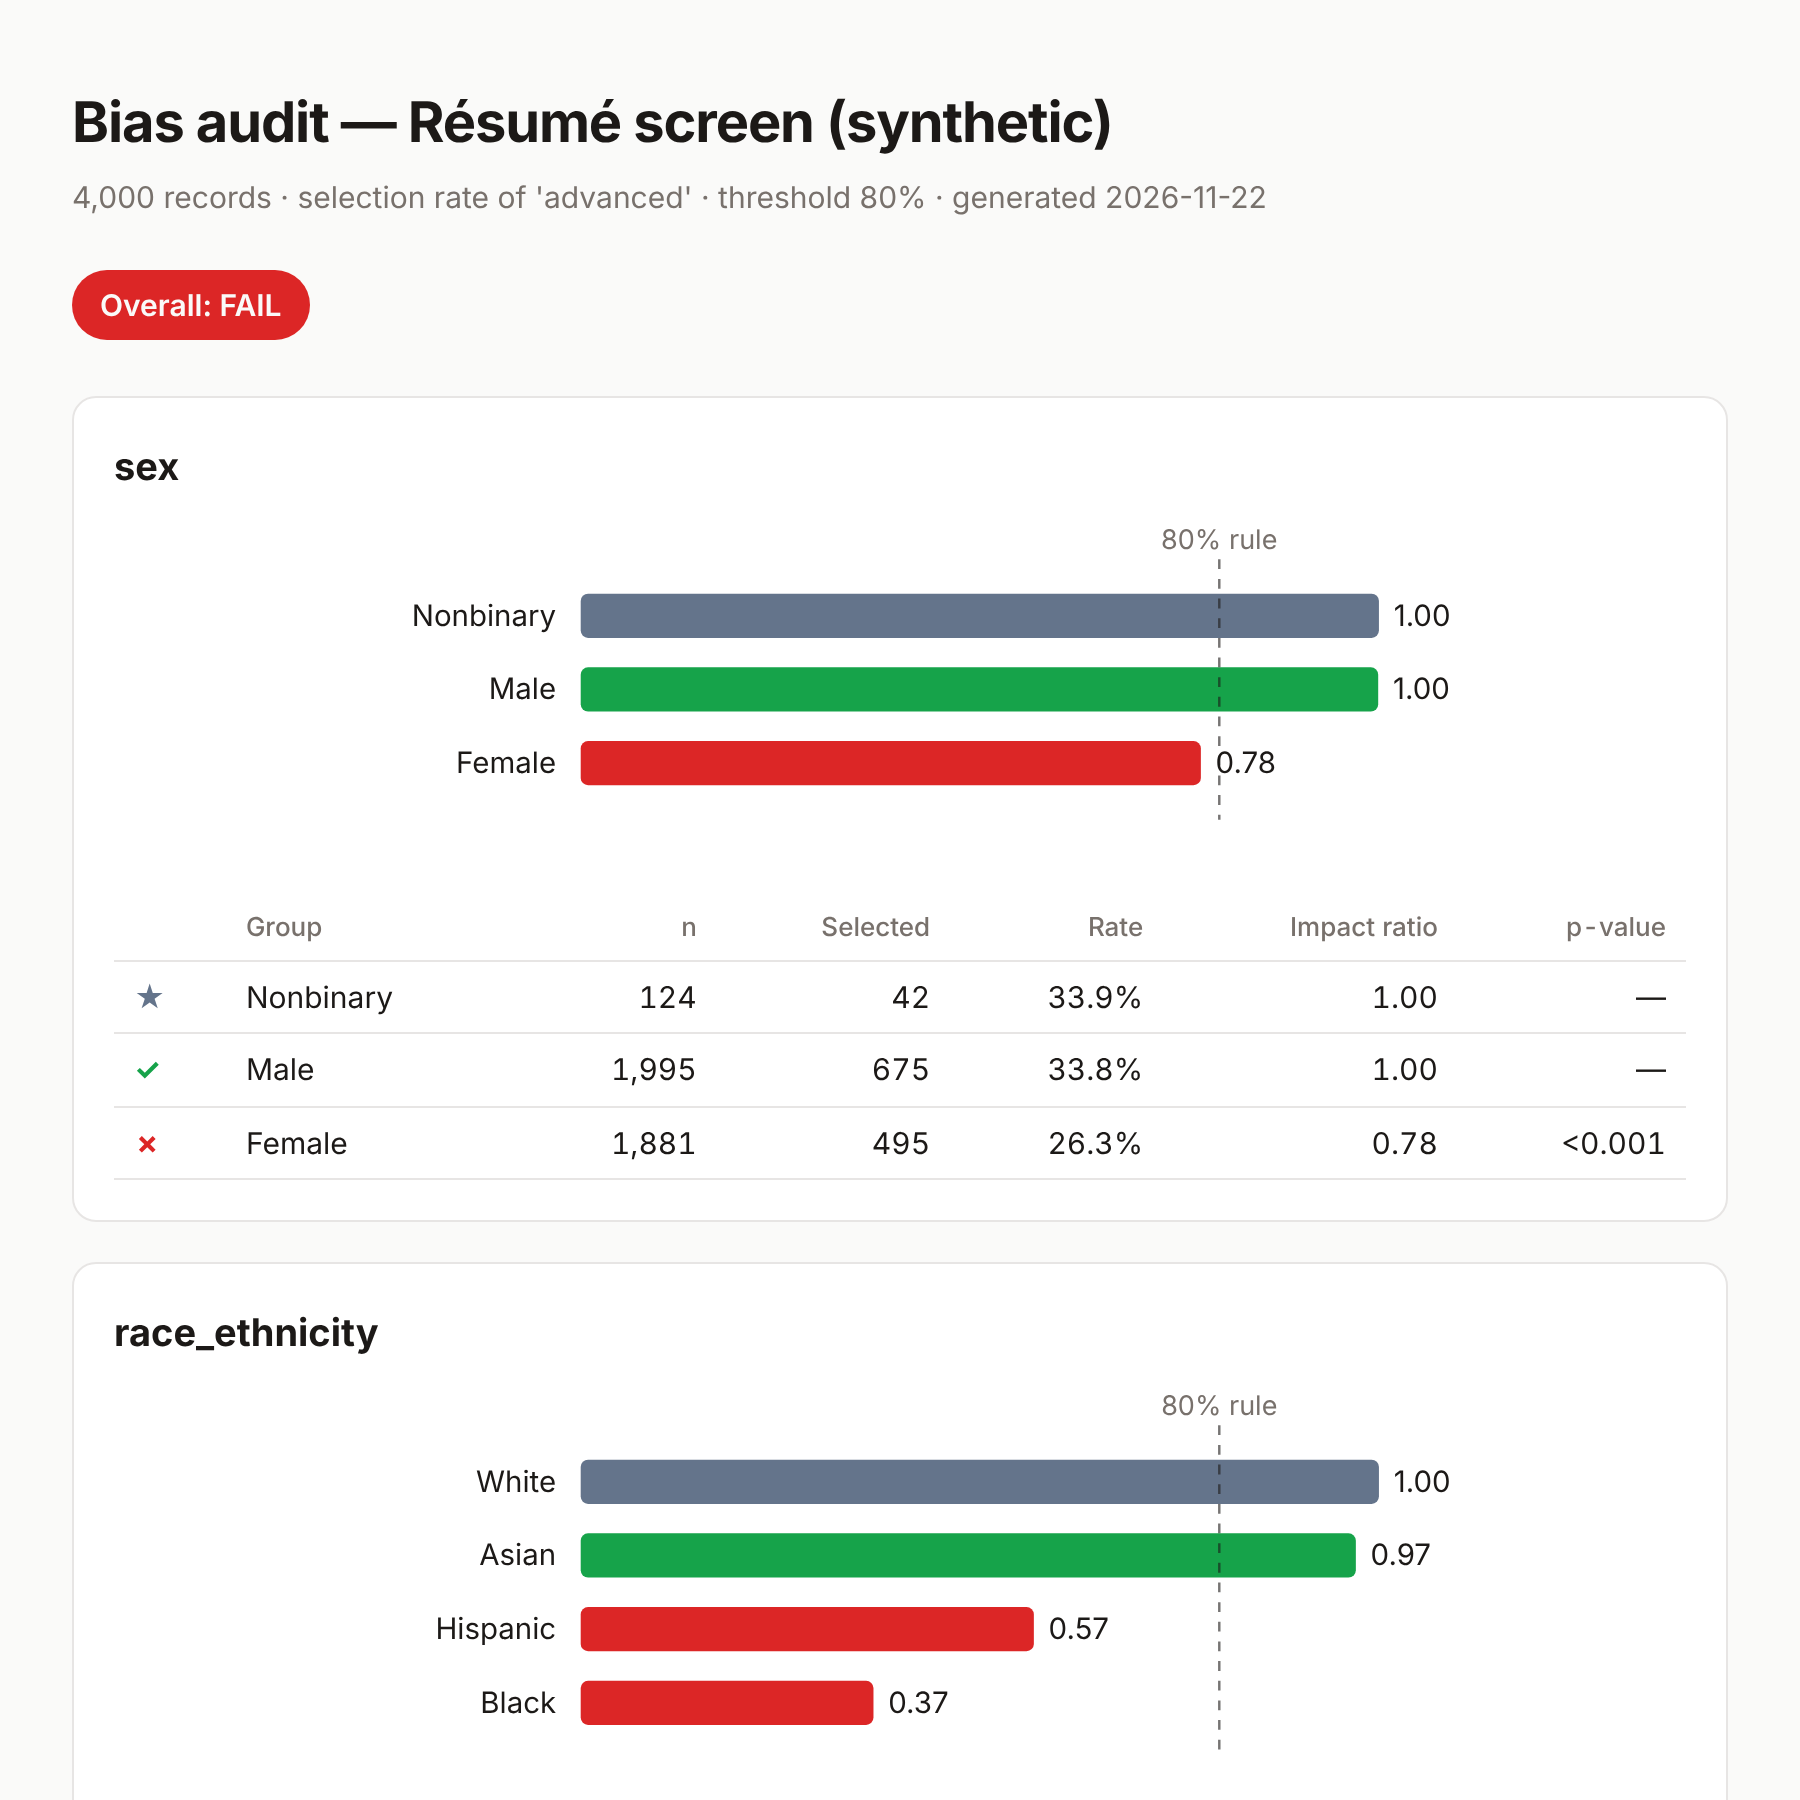 Bias audit — Résumé screen (synthetic)
4,000 records · selection rate of 'advanced' · threshold 80% · generated 2026-11-22
Overall: FAIL
sex
80% rule
Nonbinary 1.00
Male 1.00
Female 0.78
Group n Selected Rate Impact ratio p-value
★ Nonbinary 124 42 33.9% 1.00 —
✓ Male 1,995 675 33.8% 1.00 —
× Female 1,881 495 26.3% 0.78 <0.001
race_ethnicity
80% rule
White 1.00
Asian 0.97
Hispanic 0.57
Black 0.37